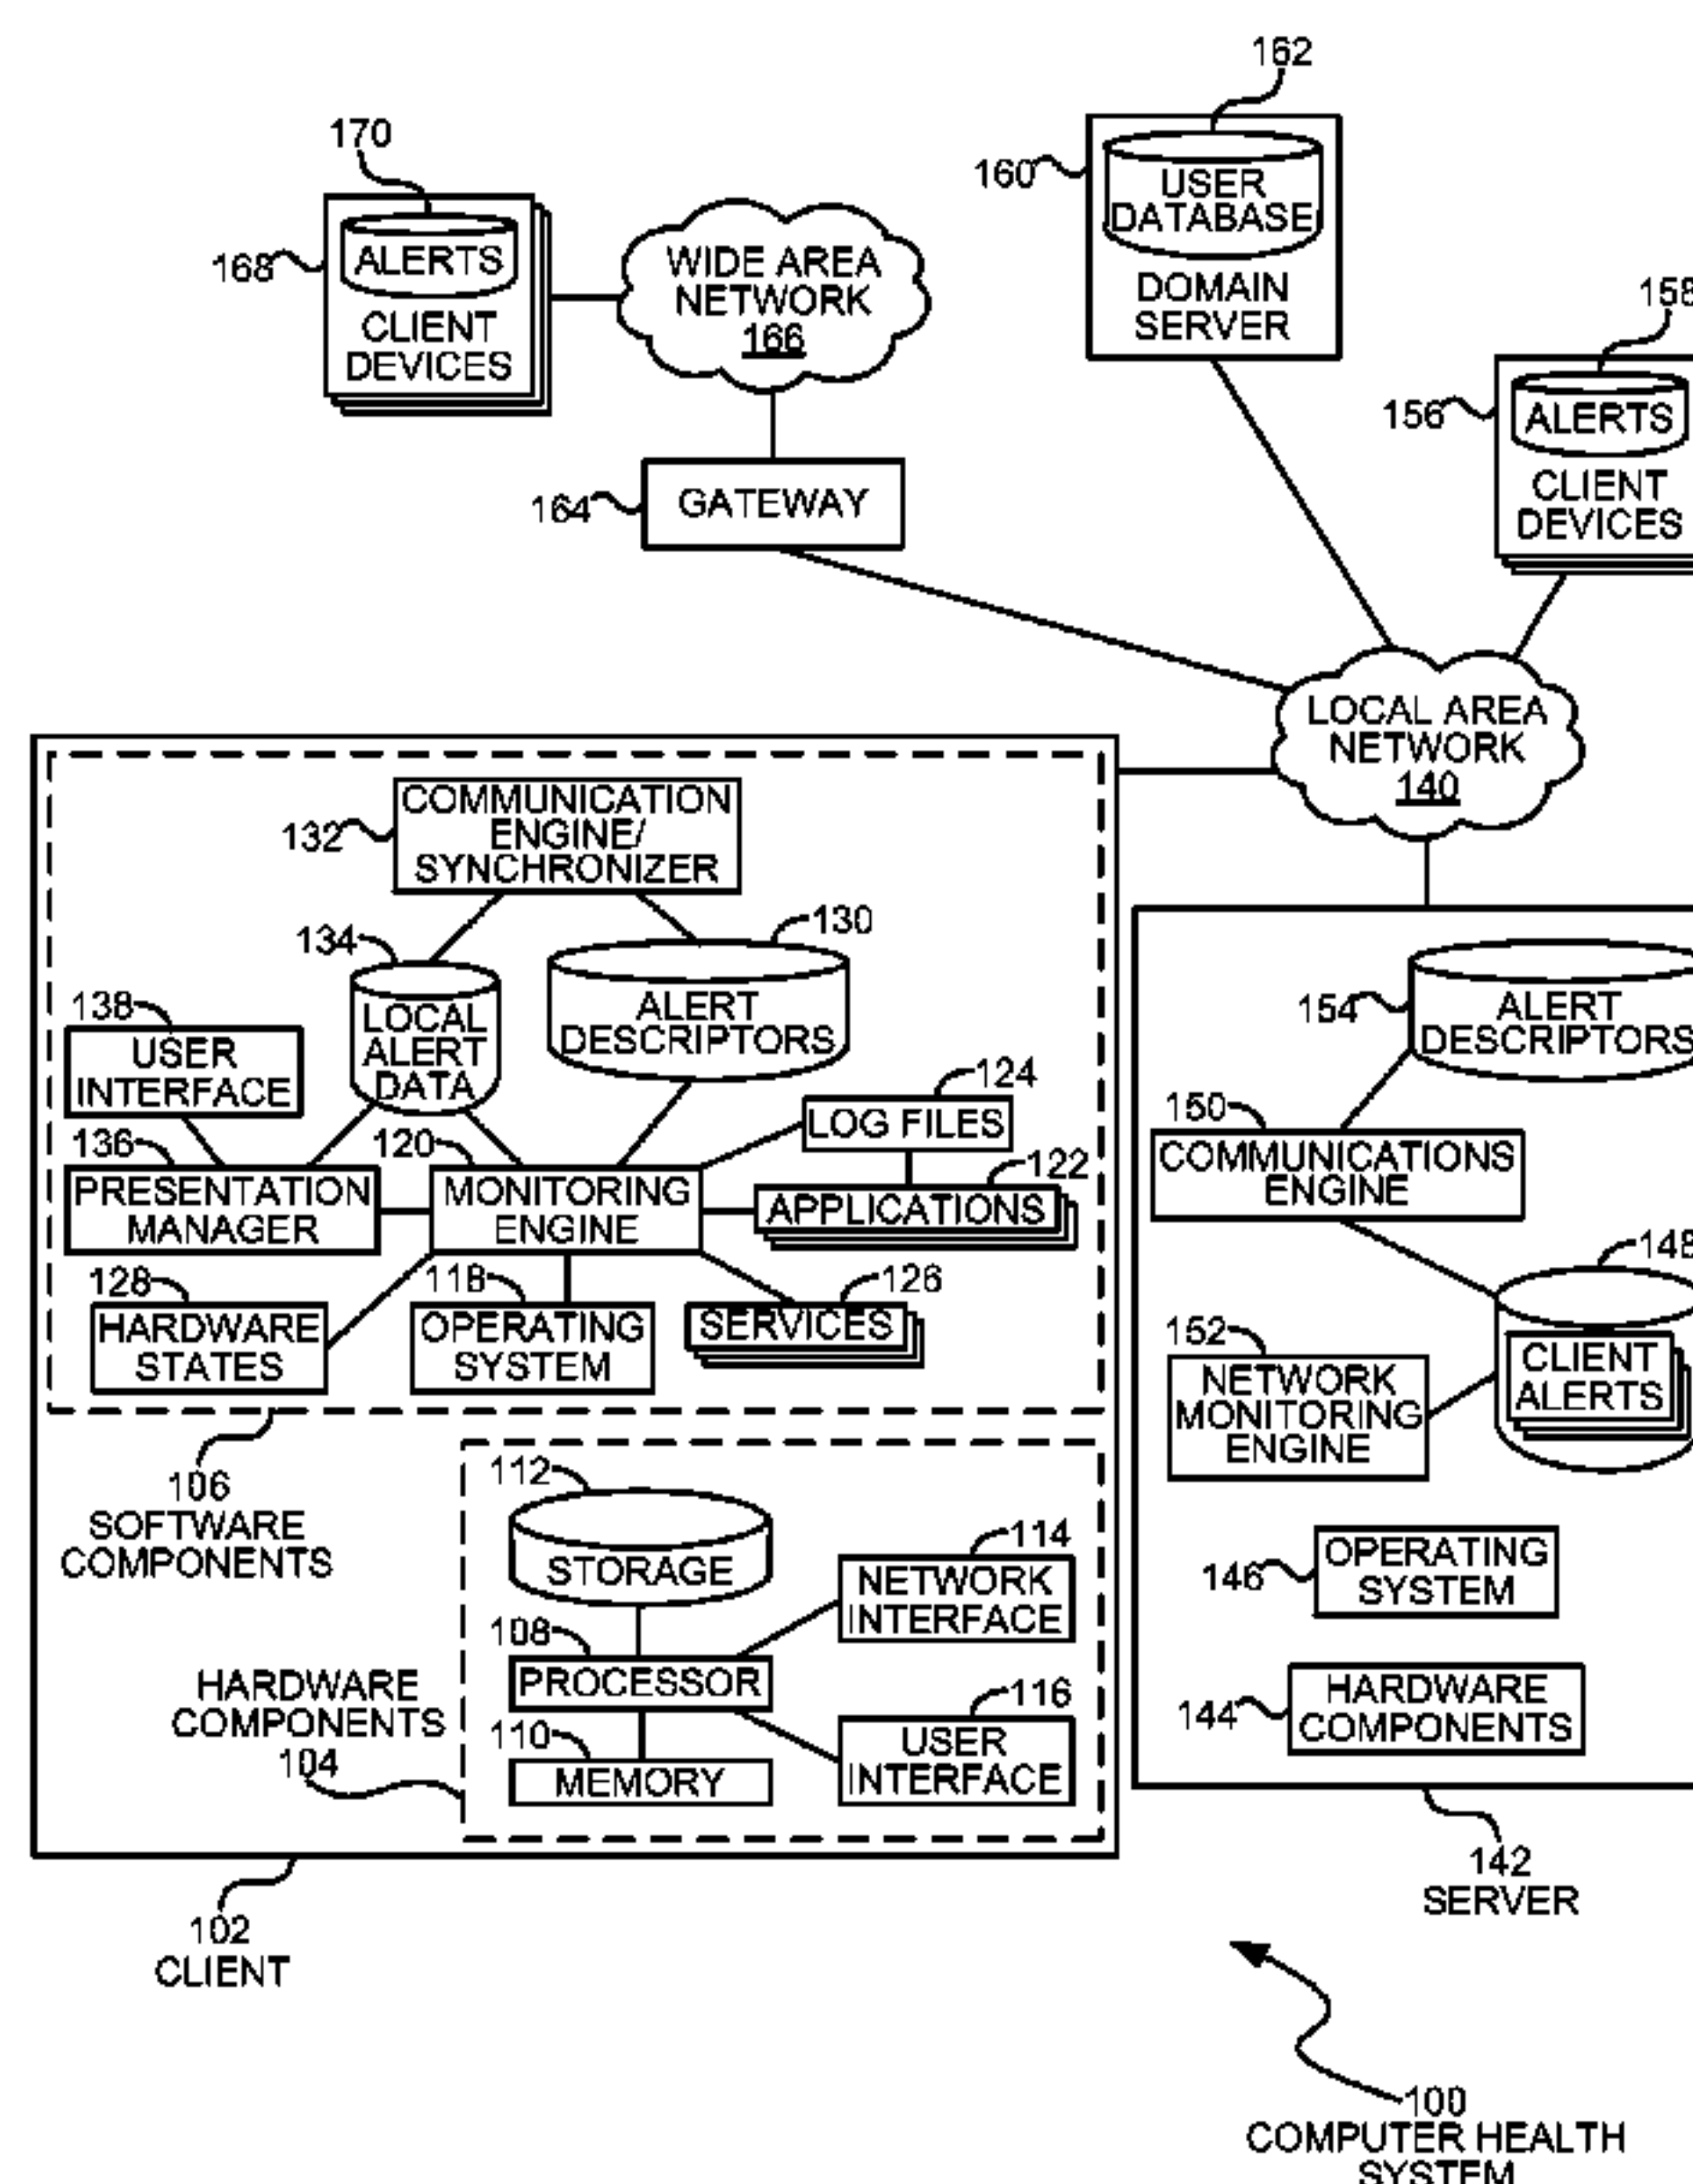 162
170
160
USER
DATABASE
DOMAIN
SERVER
168
ALERTS
CLIENT
DEVICES
WIDE AREA
NETWORK
166
158
156
ALERTS
CLIENT
DEVICES
164
GATEWAY
LOCAL AREA
NETWORK
140
132
COMMUNICATION
ENGINE/
SYNCHRONIZER
134
130
LOCAL
ALERT
DATA
ALERT
DESCRIPTORS
138
USER
INTERFACE
124
LOG FILES
136
PRESENTATION
MANAGER
120
MONITORING
ENGINE
122
APPLICATIONS
128
HARDWARE
STATES
118
OPERATING
SYSTEM
126
SERVICES
106
SOFTWARE
COMPONENTS
112
STORAGE
114
NETWORK
INTERFACE
108
PROCESSOR
HARDWARE
COMPONENTS
104
110
MEMORY
116
USER
INTERFACE
102
CLIENT
154
ALERT
DESCRIPTORS
150
COMMUNICATIONS
ENGINE
148
CLIENT
ALERTS
152
NETWORK
MONITORING
ENGINE
146
OPERATING
SYSTEM
144
HARDWARE
COMPONENTS
142
SERVER
100
COMPUTER HEALTH
SYSTEM